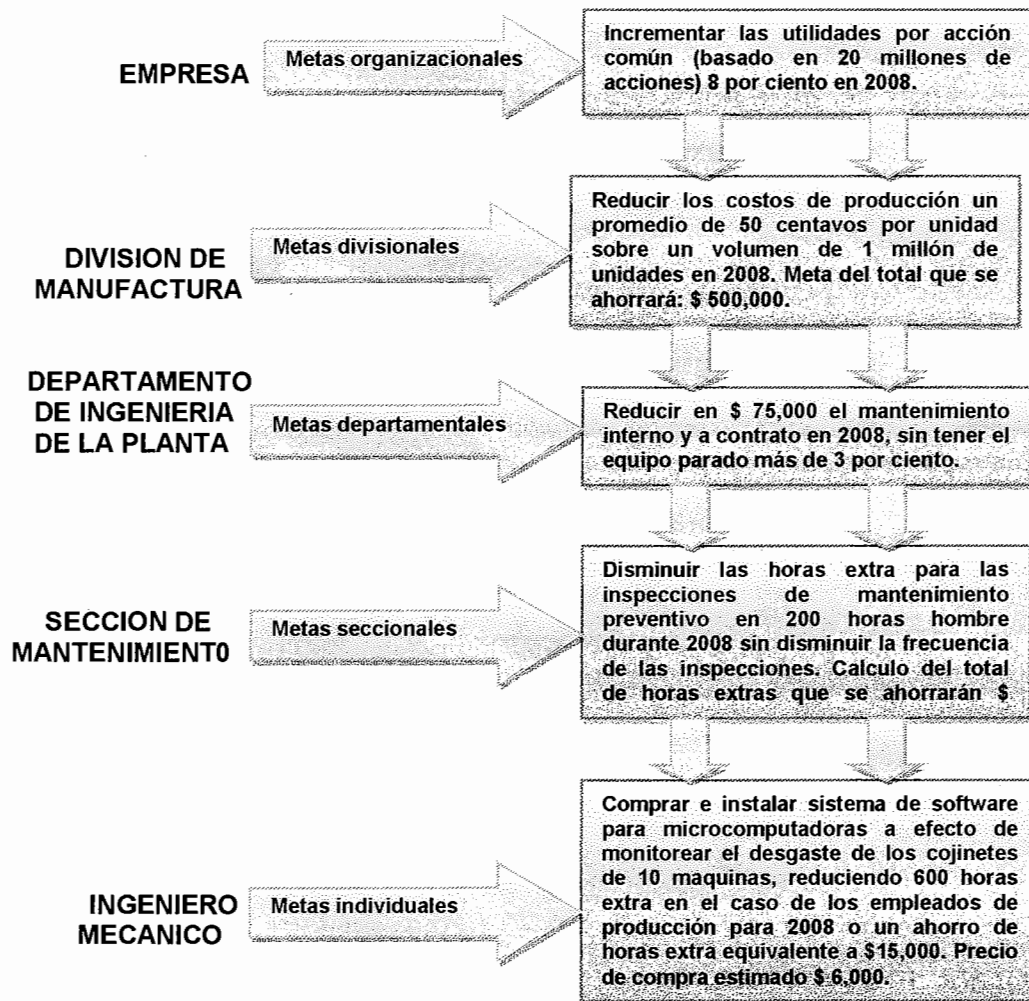 EMPRESA
Metas organizacionales
Incrementar las utilidades por acción
común (basado en 20 millones de
acciones) 8 por ciento en 2008.
DIVISION DE
MANUFACTURA
Metas divisionales
Reducir los costos de producción un
promedio de 50 centavos por unidad
sobre un volumen de 1 millón de
unidades en 2008. Meta del total que se
ahorrará: $ 500,000.
DEPARTAMENTO
DE INGENIERIA
DE LA PLANTA
Metas departamentales
Reducir en $ 75,000 el mantenimiento
interno y a contrato en 2008, sin tener el
equipo parado más de 3 por ciento.
SECCION DE
MANTENIMIENT0
Metas seccionales
Disminuir las horas extra para las
inspecciones de mantenimiento
preventivo en 200 horas hombre
durante 2008 sin disminuir la frecuencia
de las inspecciones. Calculo del total
de horas extras que se ahorrarán $
INGENIERO
MECANICO
Metas individuales
Comprar e instalar sistema de software
para microcomputadoras a efecto de
monitorear el desgaste de los cojinetes
de 10 maquinas, reduciendo 600 horas
extra en el caso de los empleados de
producción para 2008 o un ahorro de
horas extra equivalente a $15,000. Precio
de compra estimado $ 6,000.